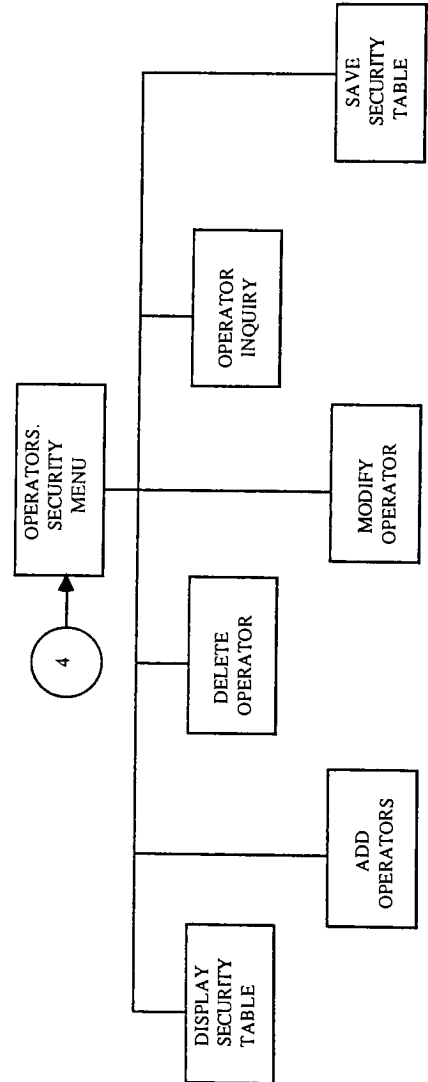 4
OPERATORS.
SECURITY
MENU
DISPLAY
SECURITY
TABLE
ADD
OPERATORS
DELETE
OPERATOR
MODIFY
OPERATOR
OPERATOR
INQUIRY
SAVE
SECURITY
TABLE